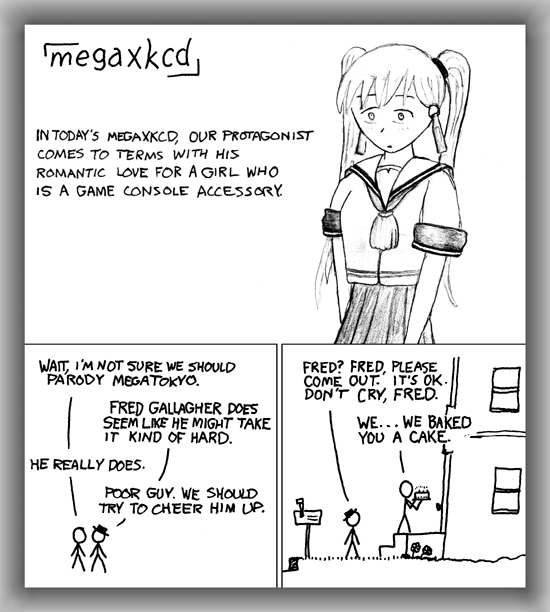 megaxkcd
IN TODAY'S MEGAXKCD, OUR PROTAGONIST
COMES TO TERMS WITH HIS
ROMANTIC LOVE FOR A GIRL WHO
IS A GAME CONSOLE ACCESSORY.
WAIT, I'M NOT SURE WE SHOULD
PARODY MEGATOKYO.
FRED GALLAGHER DOES
SEEM LIKE HE MIGHT TAKE
IT KIND OF HARD.
HE REALLY DOES.
POOR GUY. WE SHOULD
TRY TO CHEER HIM UP.
FRED? FRED, PLEASE
COME OUT. IT'S OK.
DON'T CRY, FRED.
WE... WE BAKED
YOU A CAKE.